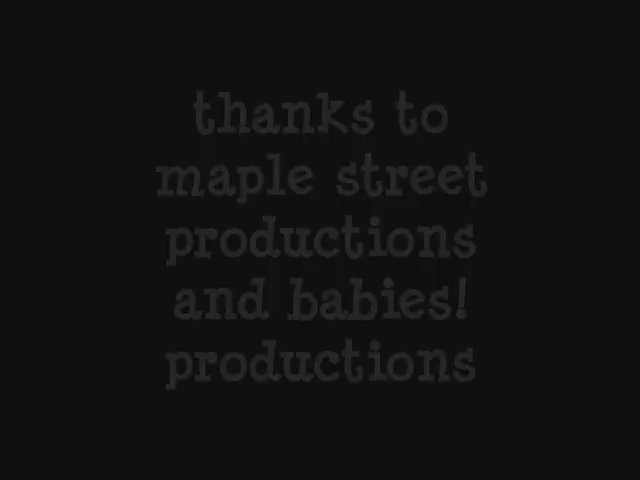 thanks to
maple street
productions
and babies!
productions